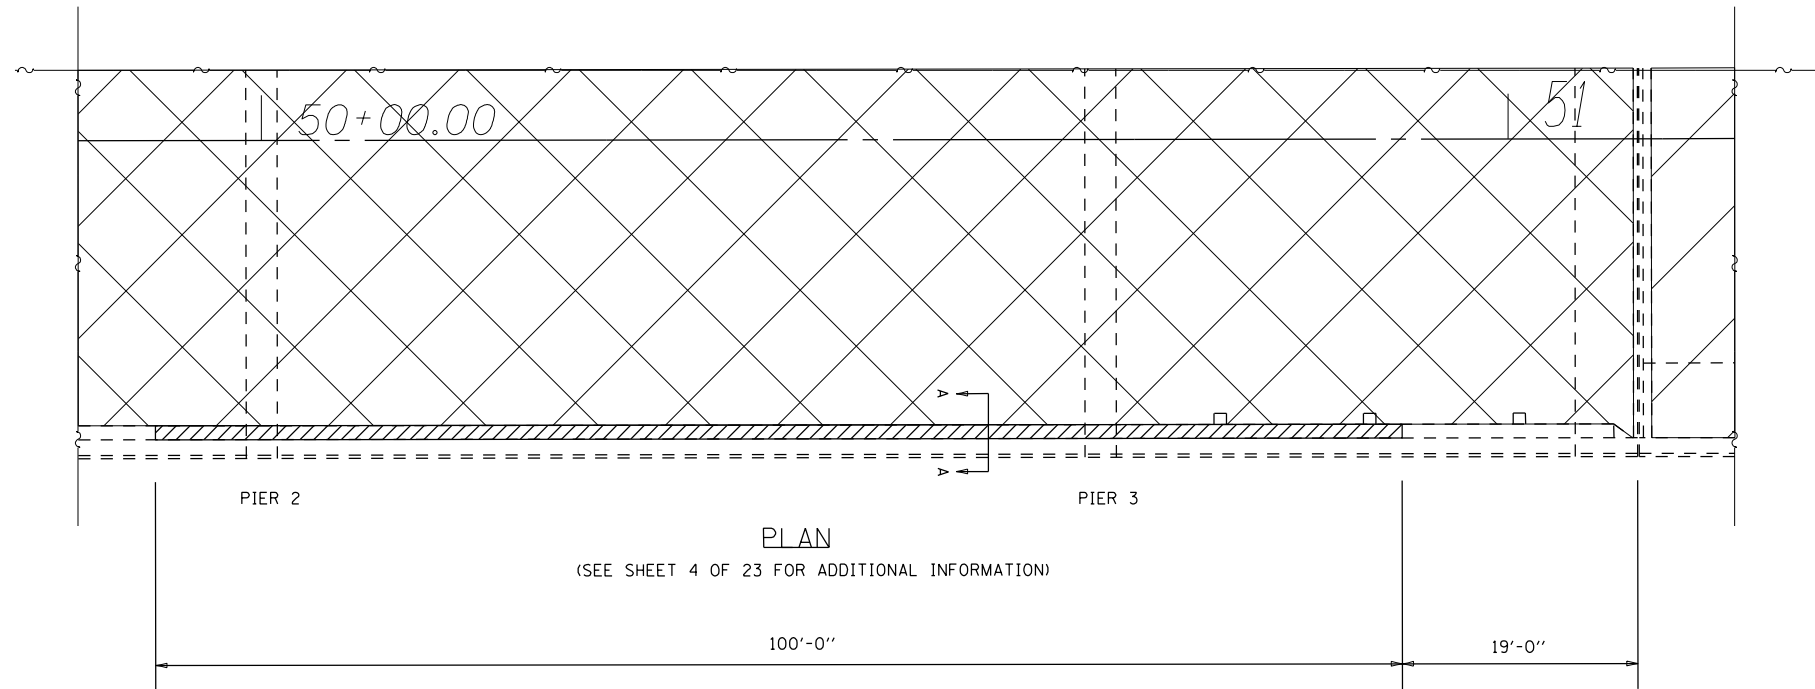 50+00.00
51
A
A
PIER 2
PIER 3
PLAN
(SEE SHEET 4 OF 23 FOR ADDITIONAL INFORMATION)
100'-0''
19'-0''